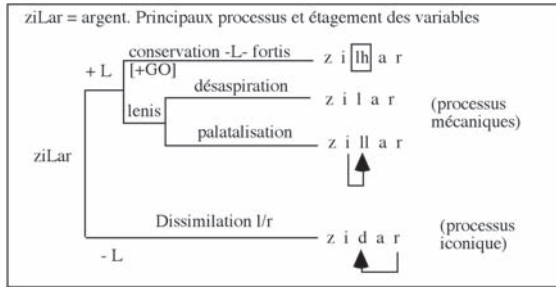 ziLar = argent. Principaux processus et étagement des variables
conservation -L- fortis z i lh a r
+ L [+GO]
désaspiration z i l a r
lenis (processus mécaniques)
palatalisation z i ll a r
ziLar
Dissimilation l/r z i d a r (processus iconique)
- L